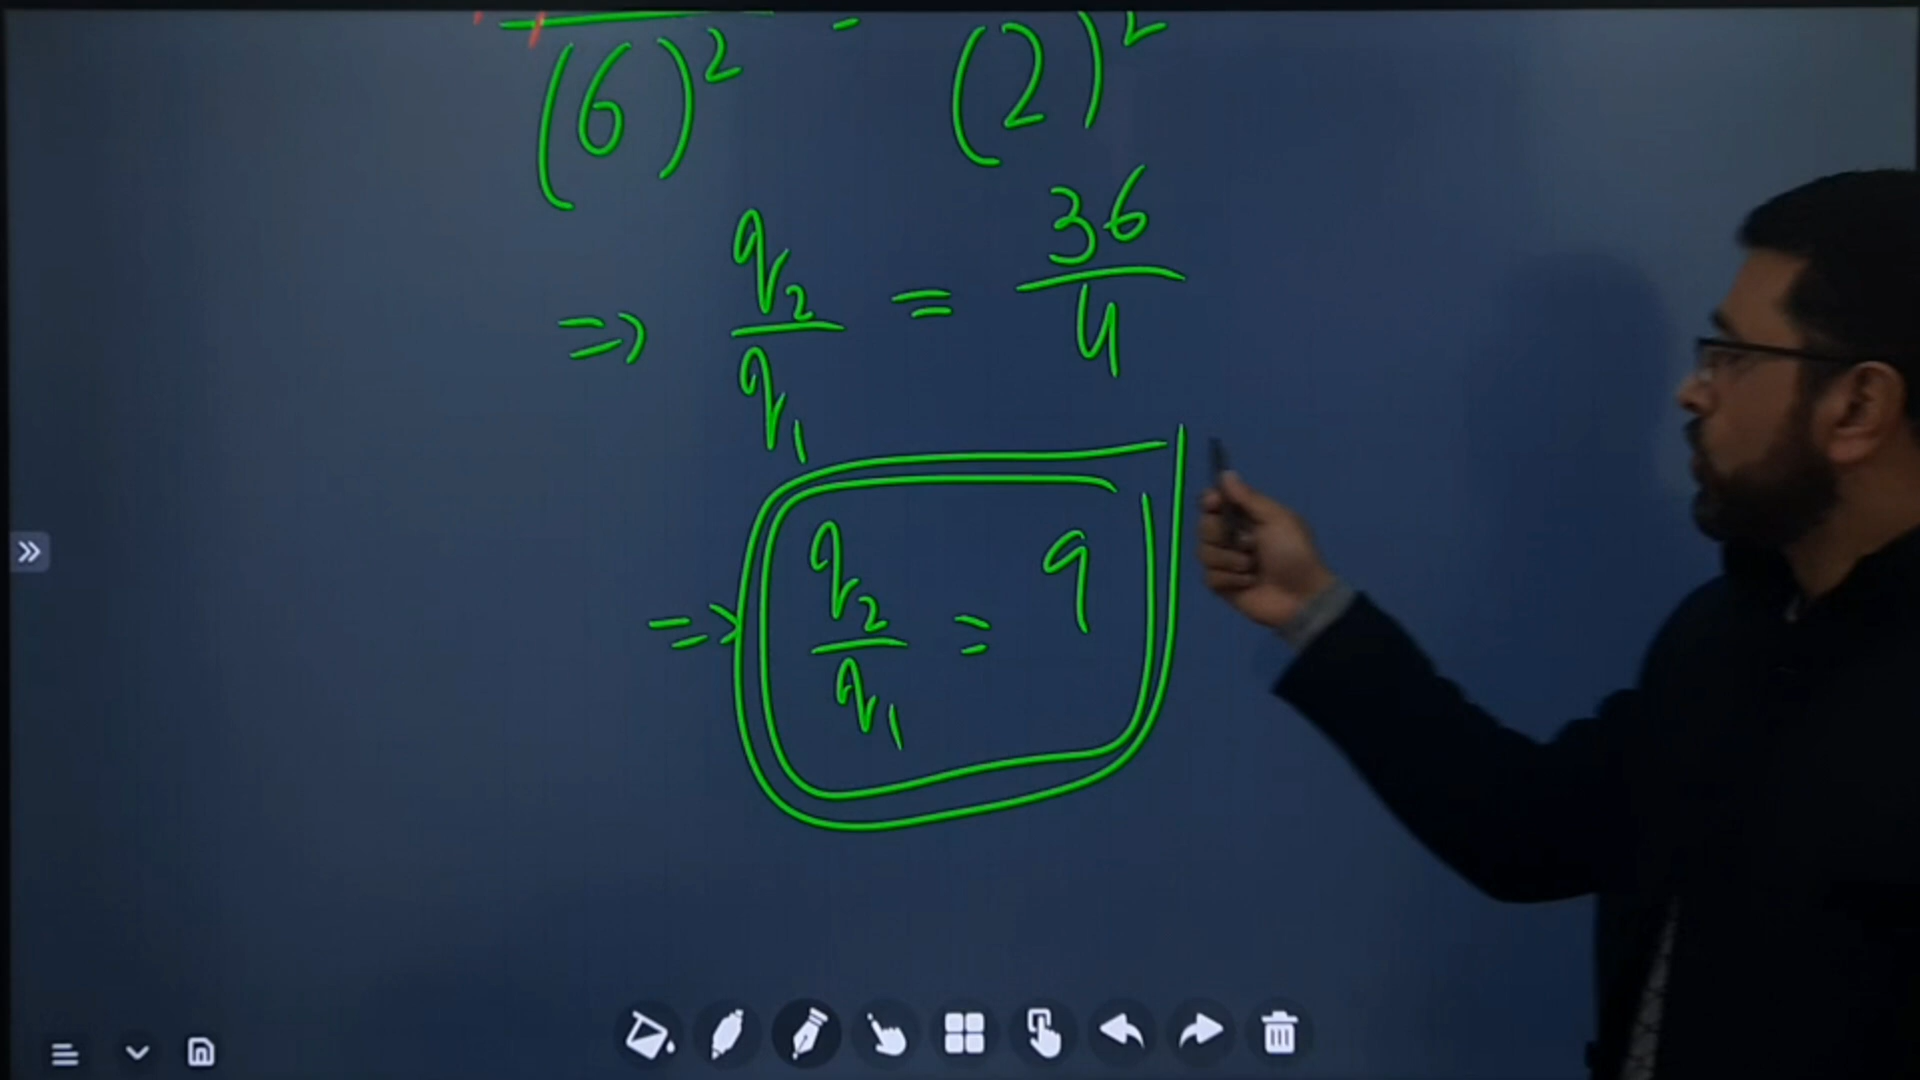 (6)² = (2)²
=> q₂/q₁ = 36/4
=> q₂/q₁ = 9